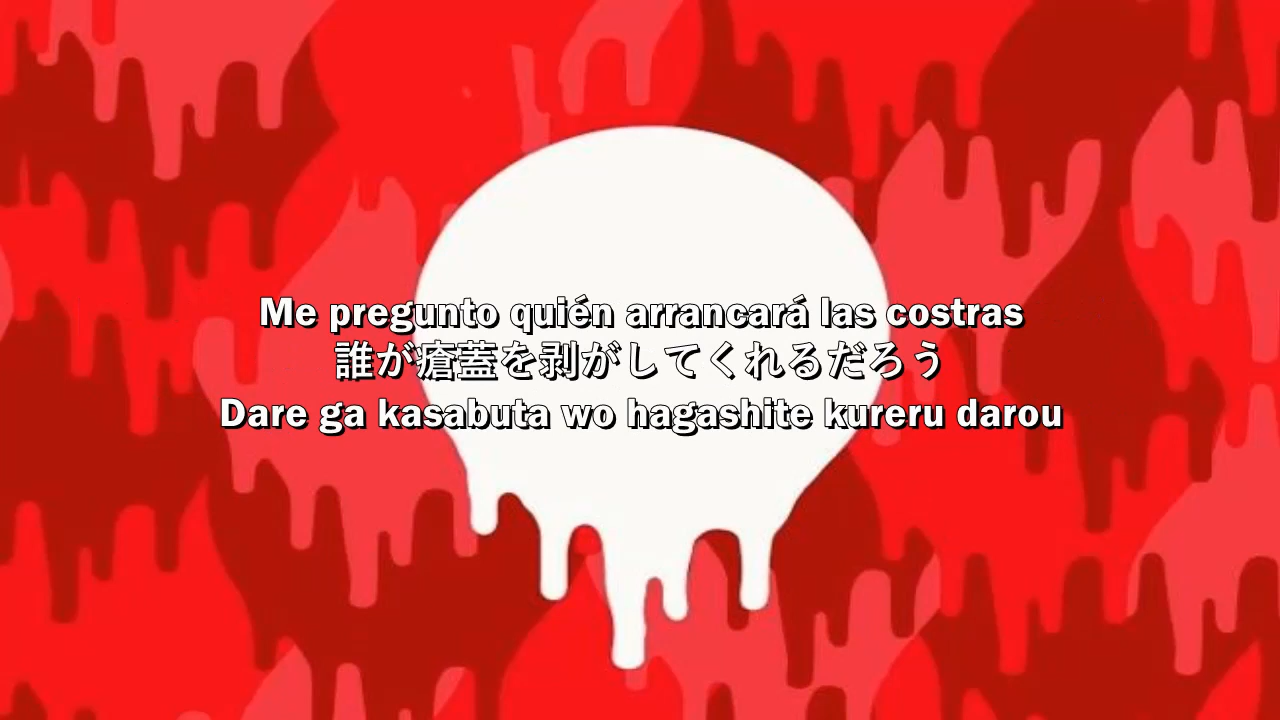 Me pregunto quién arrancará las costras
誰が瘡蓋を剥がしてくれるだろう
Dare ga kasabuta wo hagashite kureru darou